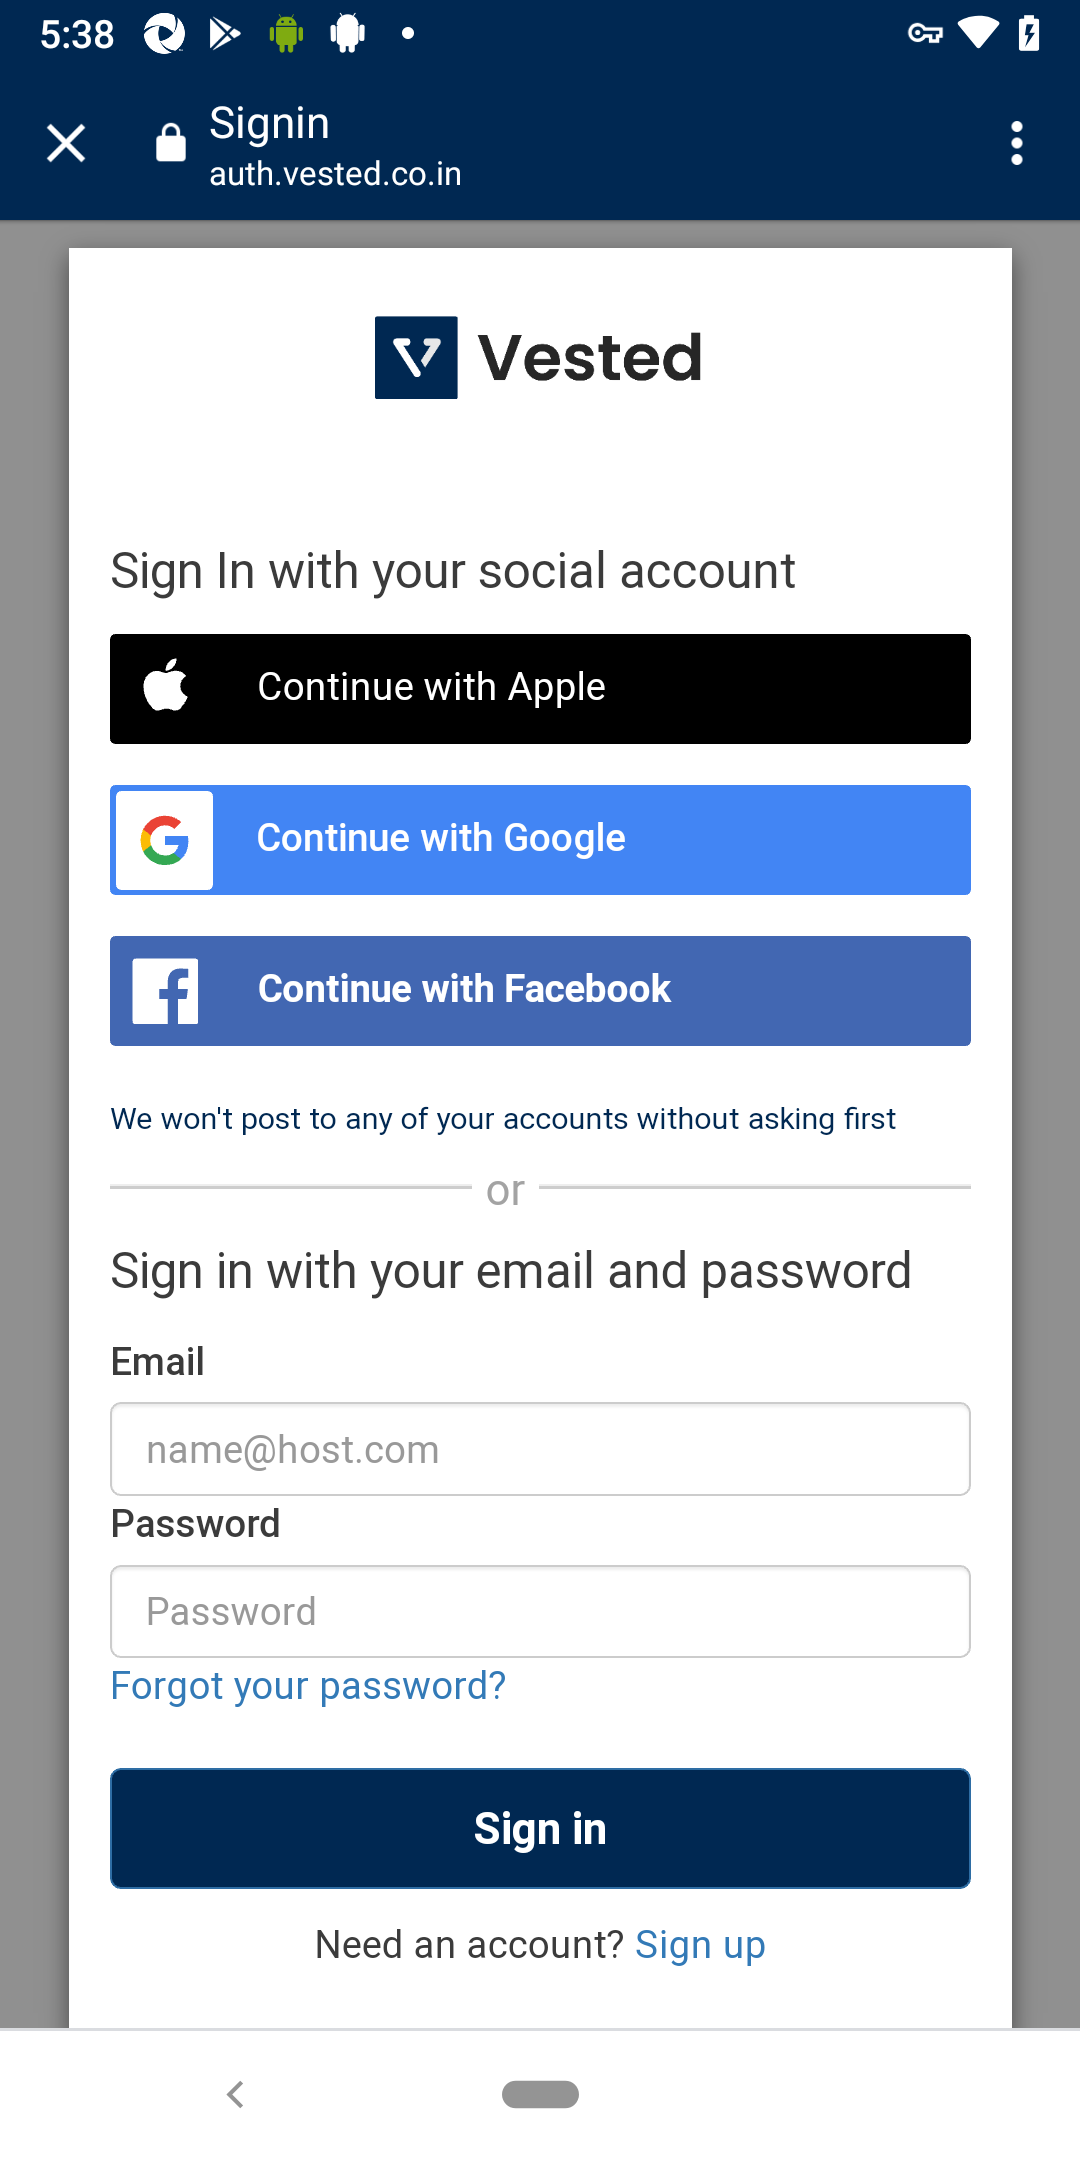 5:38
Signin
auth.vested.co.in
Vested
Sign In with your social account
Continue with Apple
Continue with Google
Continue with Facebook
We won't post to any of your accounts without asking first
or
Sign in with your email and password
Email
name@host.com
Password
Password
Forgot your password?
Sign in
Need an account? Sign up